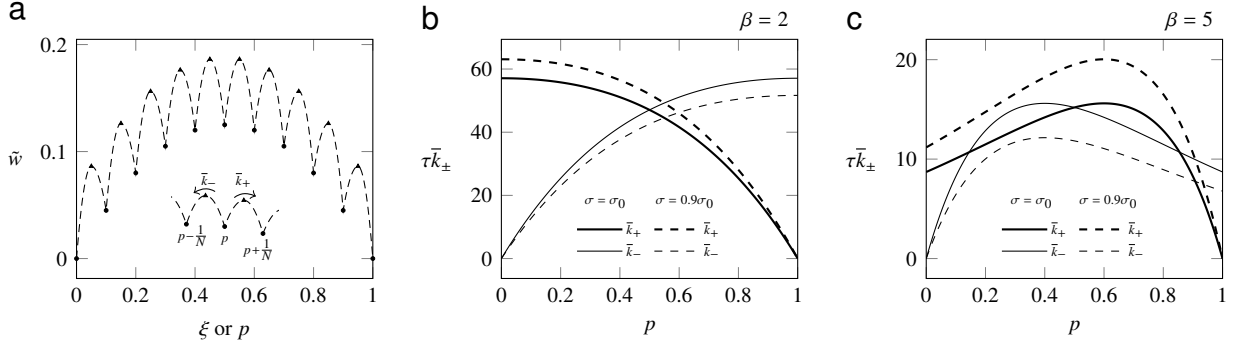 a
0.2
0.1
0
w̃
0 0.2 0.4 0.6 0.8 1
ξ or p
k̄₋ k̄₊
p−1/N p p+1/N
b
β = 2
60
40
20
0
τk̄±
0 0.2 0.4 0.6 0.8 1
p
σ = σ₀ σ = 0.9σ₀
k̄₊ k̄₊
k̄₋ k̄₋
c
β = 5
20
10
0
τk̄±
0 0.2 0.4 0.6 0.8 1
p
σ = σ₀ σ = 0.9σ₀
k̄₊ k̄₊
k̄₋ k̄₋